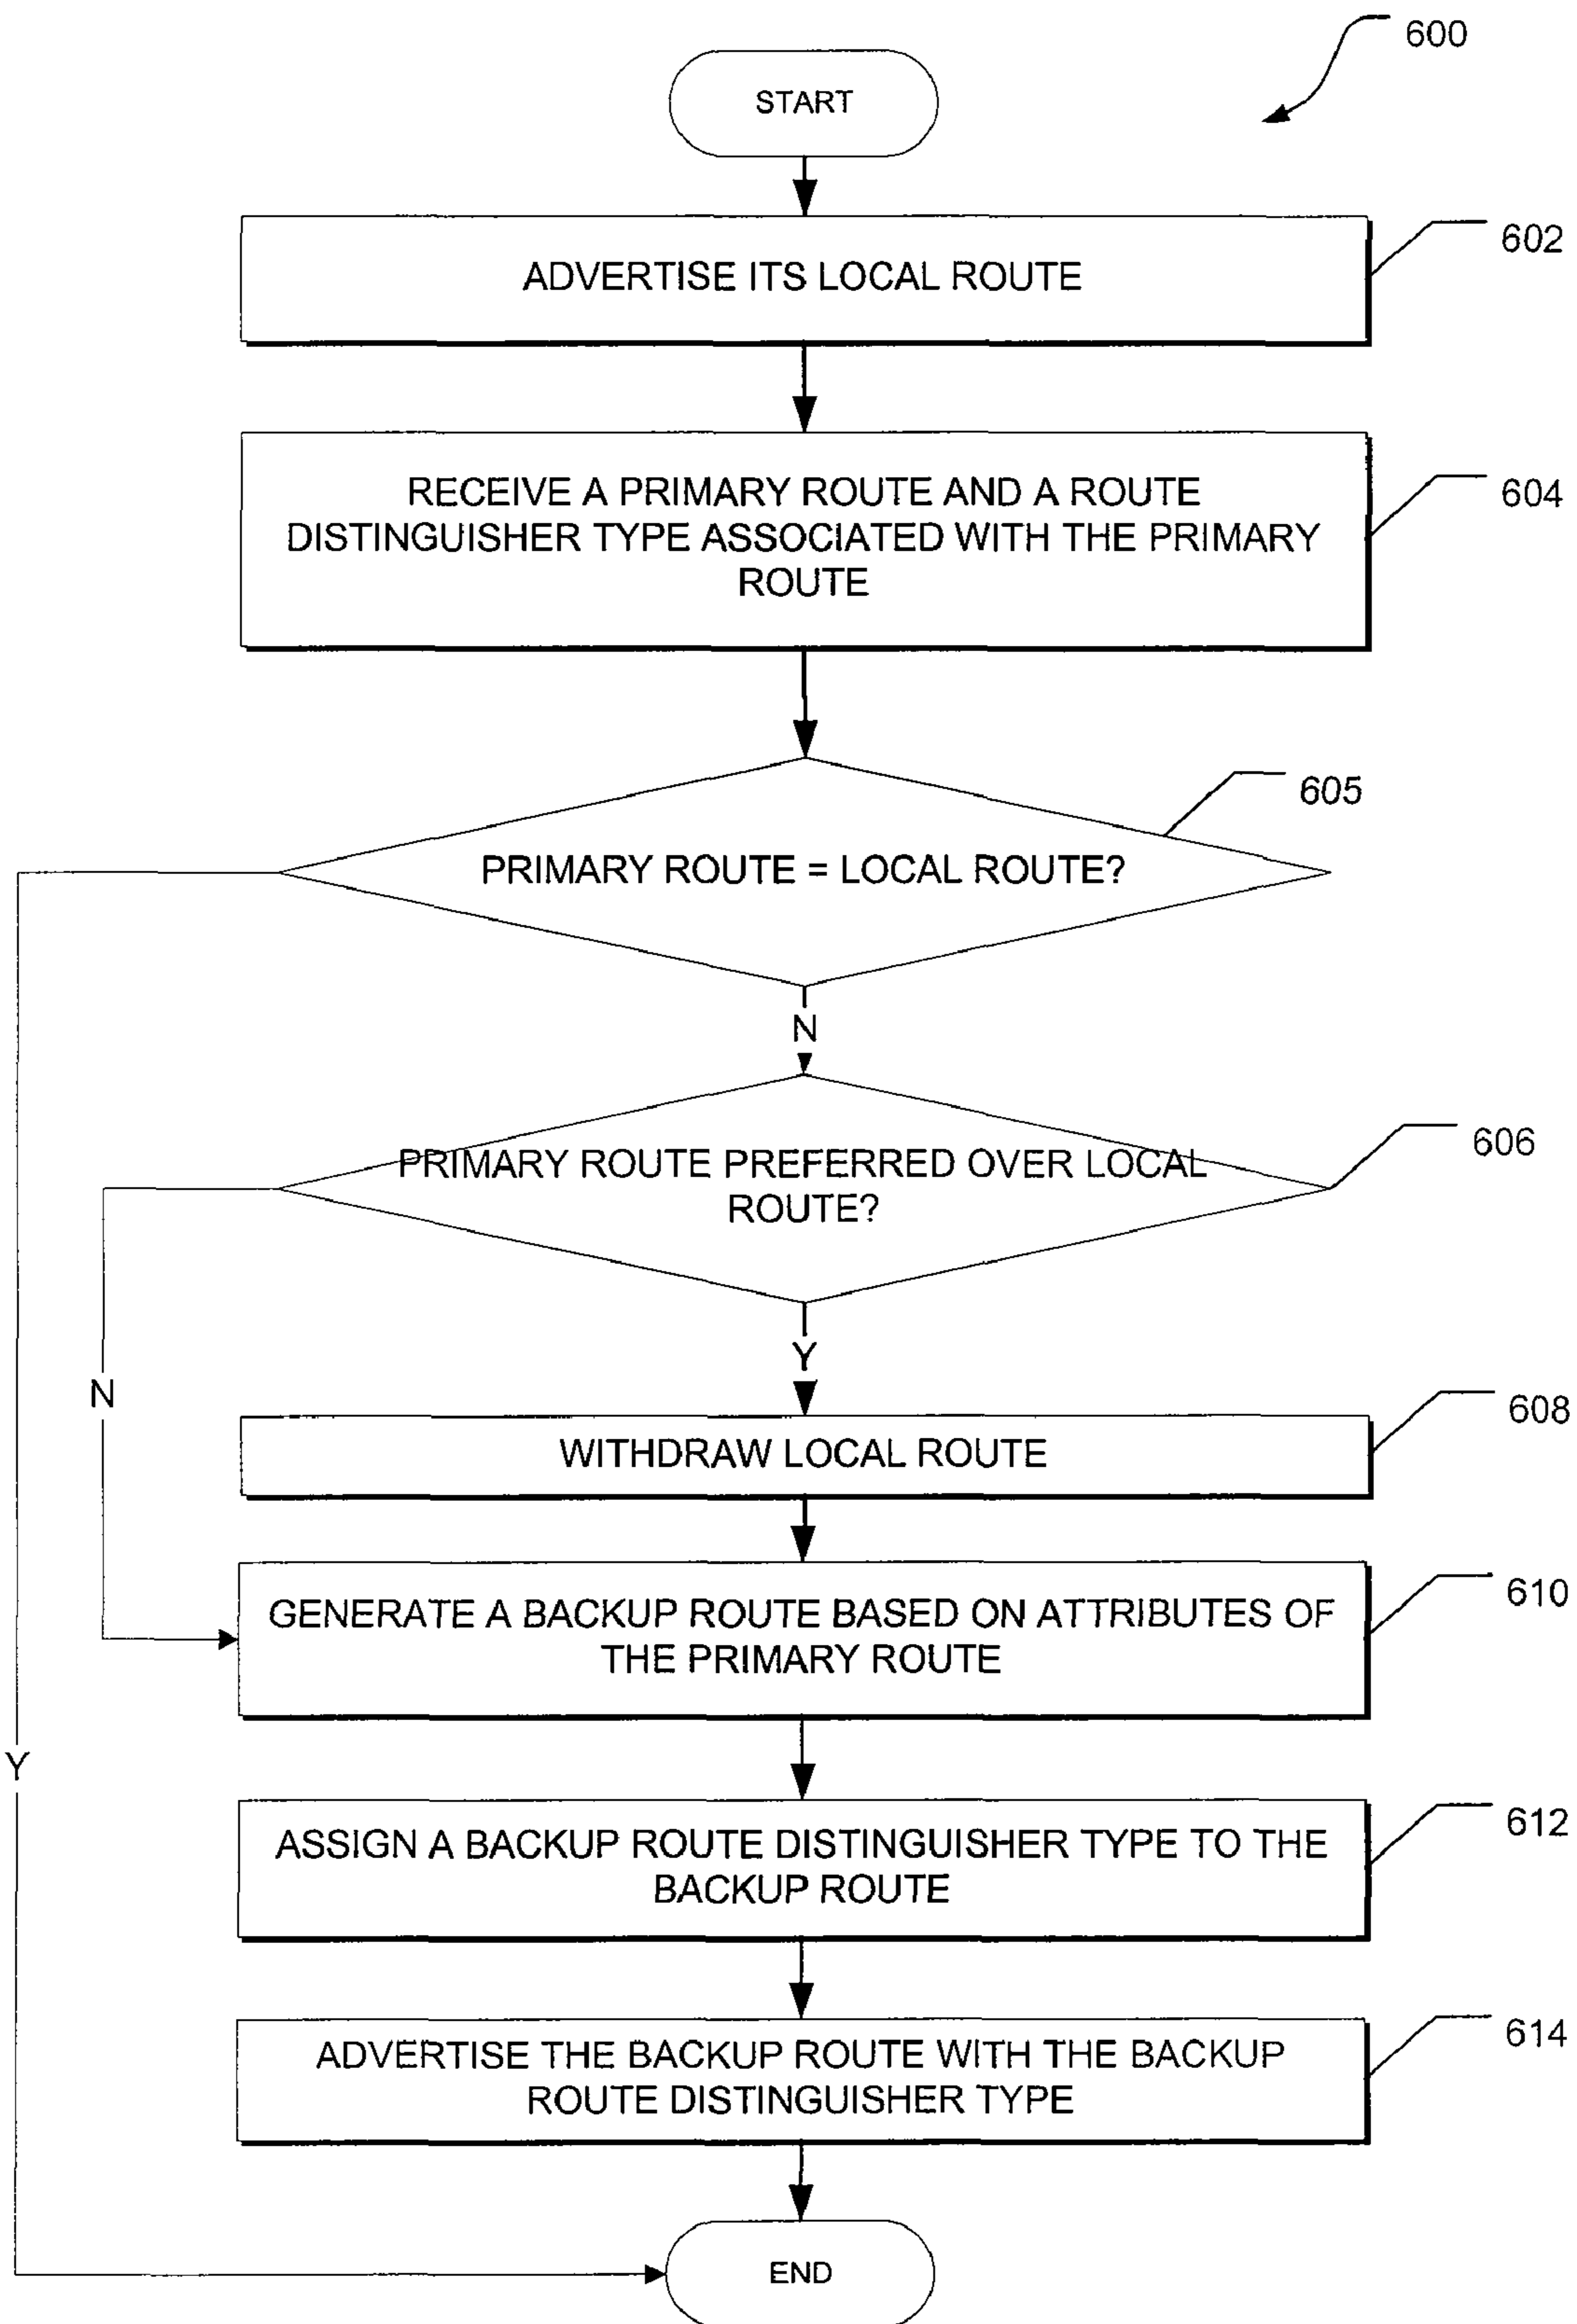 600
START
ADVERTISE ITS LOCAL ROUTE
602
RECEIVE A PRIMARY ROUTE AND A ROUTE
DISTINGUISHER TYPE ASSOCIATED WITH THE PRIMARY
ROUTE
604
605
PRIMARY ROUTE = LOCAL ROUTE?
N
PRIMARY ROUTE PREFERRED OVER LOCAL
ROUTE?
606
Y
N
WITHDRAW LOCAL ROUTE
608
GENERATE A BACKUP ROUTE BASED ON ATTRIBUTES OF
THE PRIMARY ROUTE
610
Y
ASSIGN A BACKUP ROUTE DISTINGUISHER TYPE TO THE
BACKUP ROUTE
612
ADVERTISE THE BACKUP ROUTE WITH THE BACKUP
ROUTE DISTINGUISHER TYPE
614
END